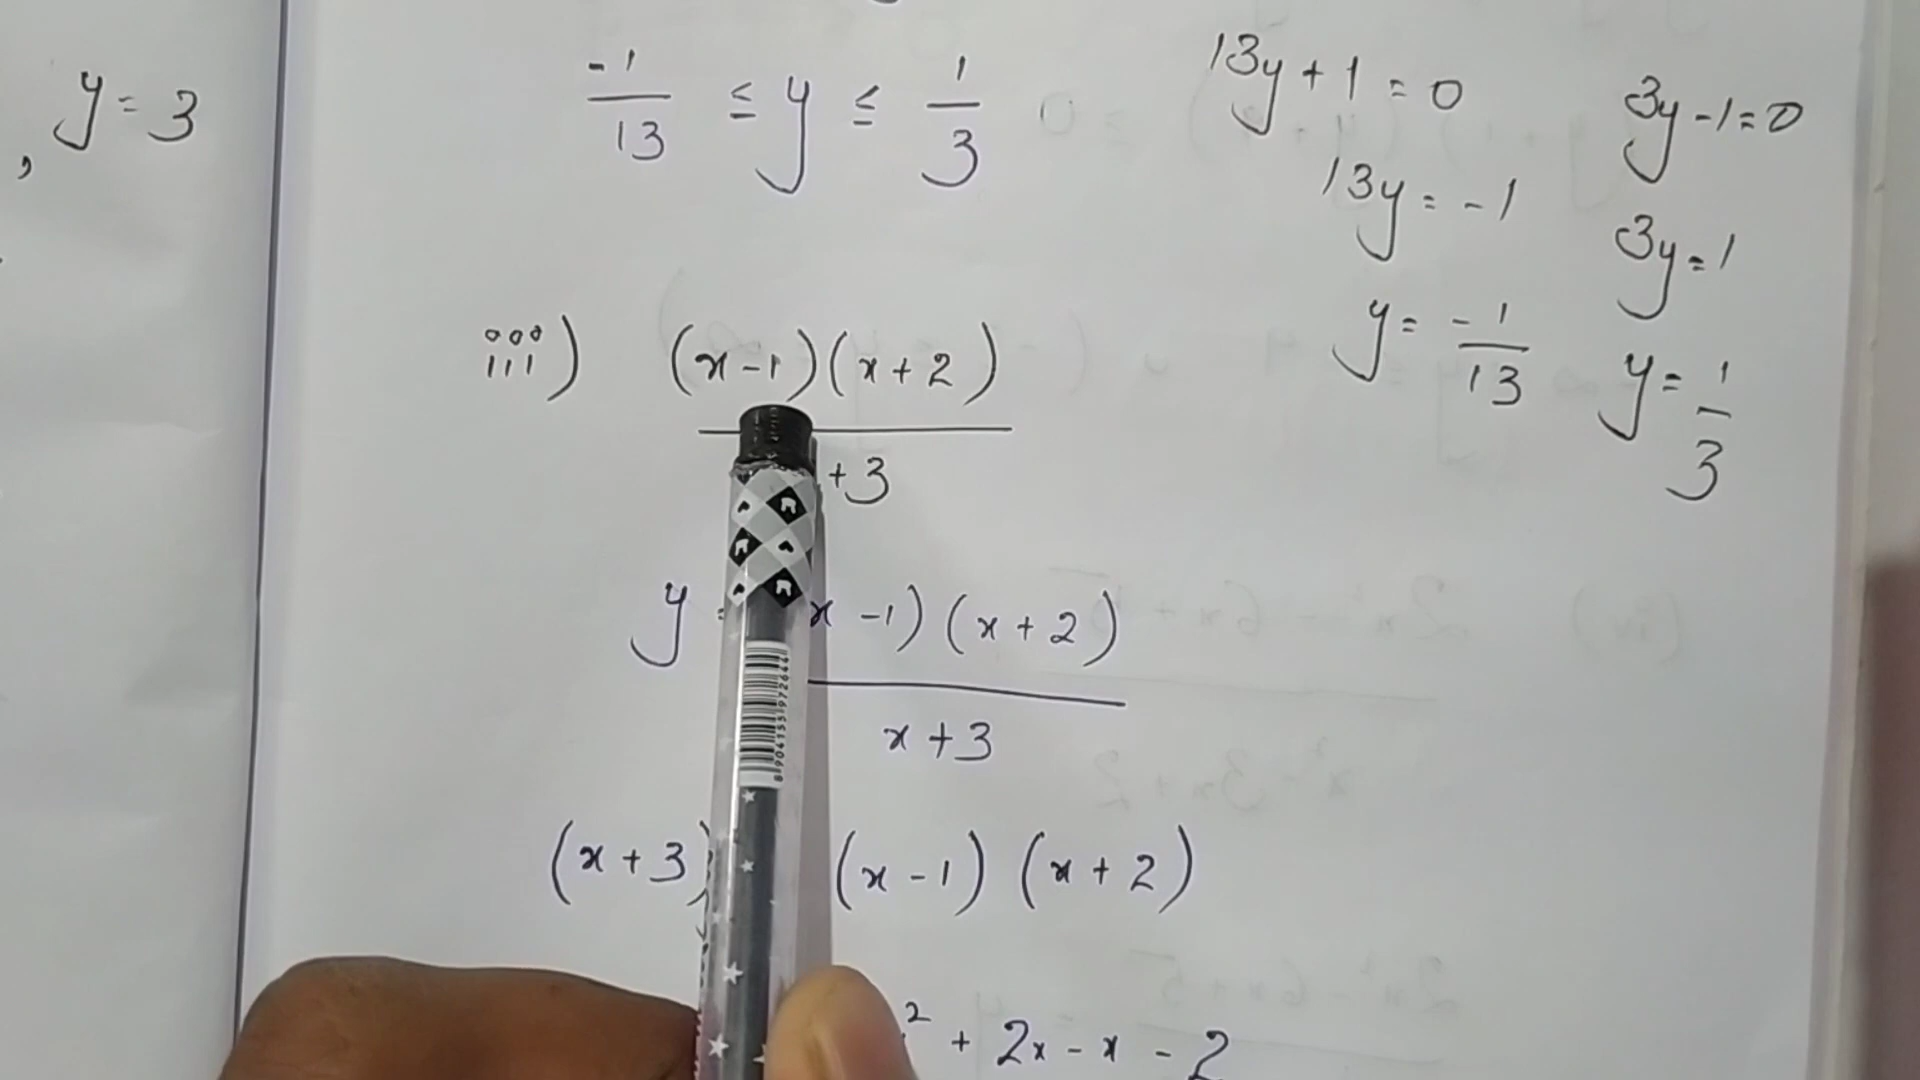 , y = 3
-1/13 ≤ y ≤ 1/3
13y + 1 = 0
13y = -1
y = -1/13
3y - 1 = 0
3y = 1
y = 1/3
iii) (x - 1)(x + 2)
+ 3
y = x - 1)(x + 2)
x + 3
(x + 3) (x - 1) (x + 2)
2 + 2x - x - 2
8904155972644